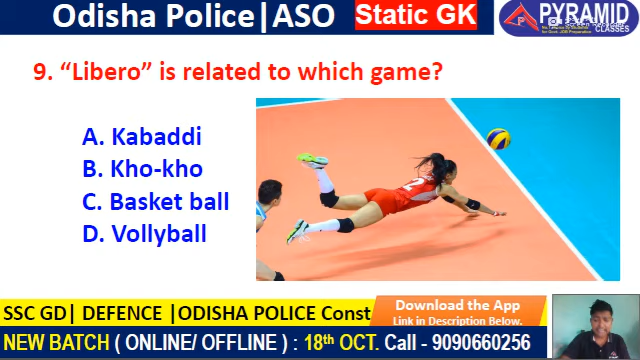 Odisha Police|ASO Static GK
PYRAMID
CLASSES
9. “Libero” is related to which game?
A. Kabaddi
B. Kho-kho
C. Basket ball
D. Vollyball
2
SSC GD| DEFENCE |ODISHA POLICE Const
Download the App
Link in Description Below.
NEW BATCH ( ONLINE/ OFFLINE ) : 18th OCT. Call - 9090660256